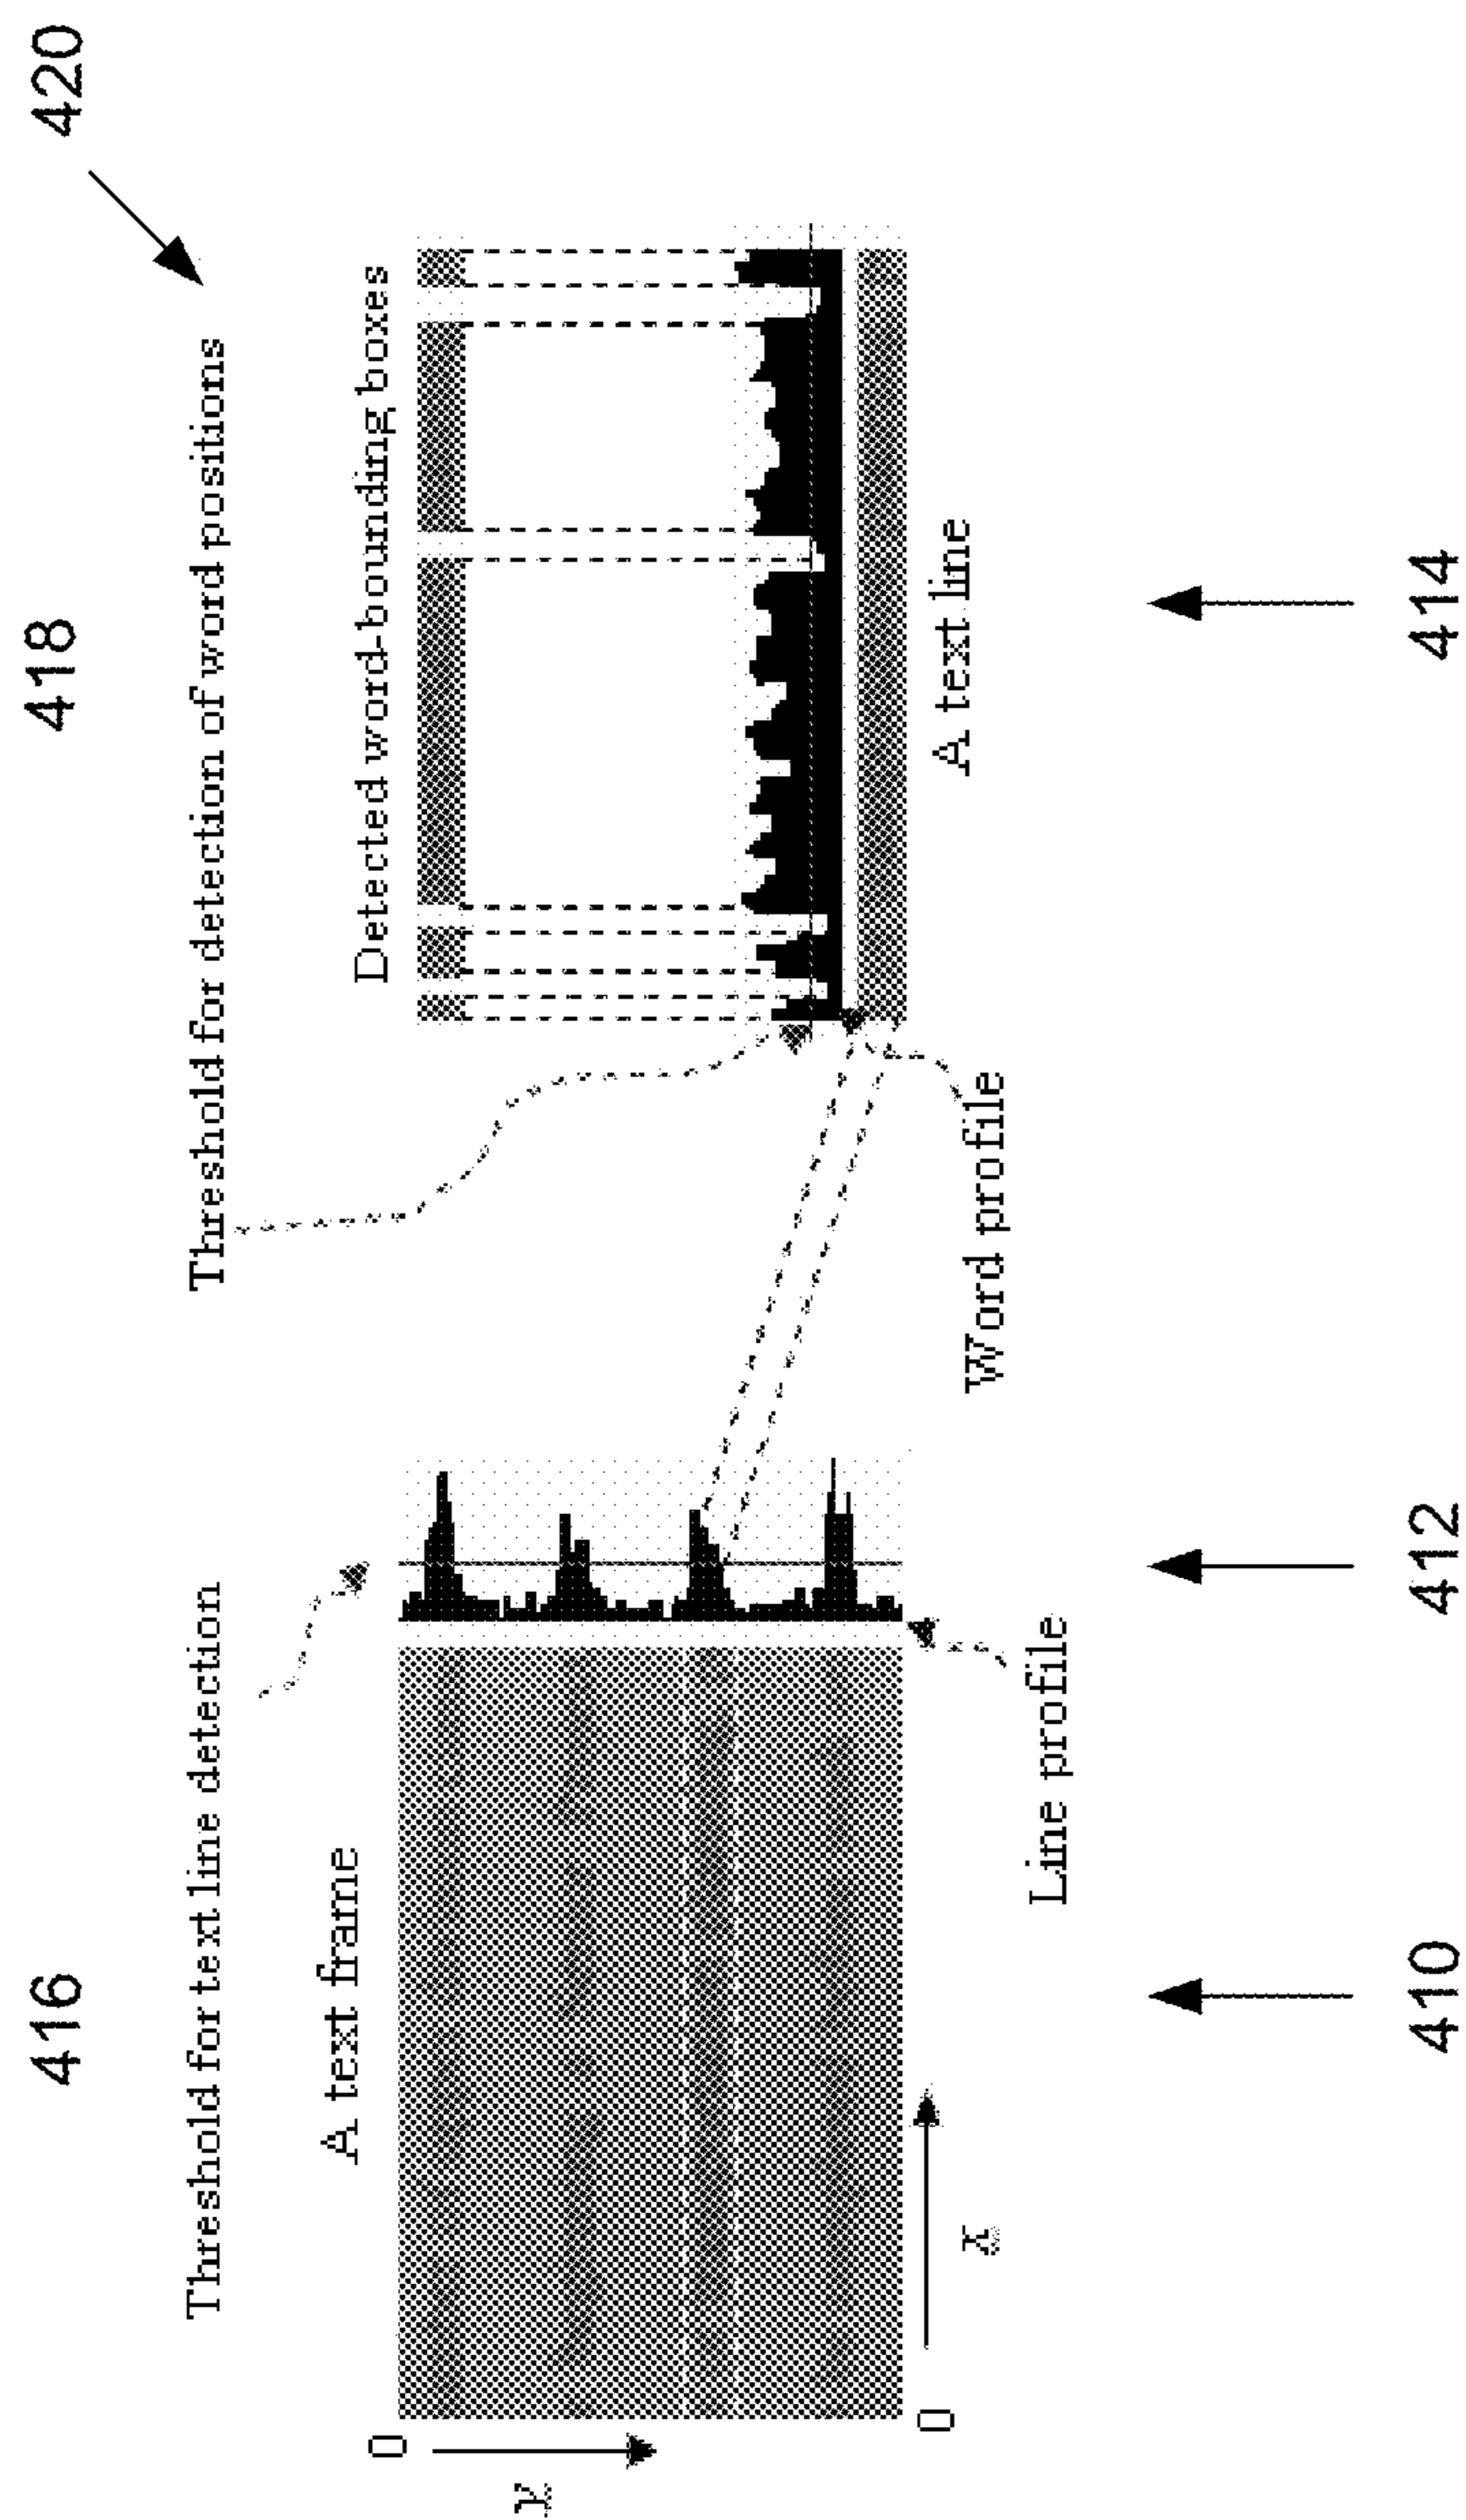 416
418
420
Threshold for text line detection
Threshold for detection of word positions
A text frame
Detected word-bounding boxes
0
y
0
x
Line profile
Word profile
A text line
410
412
414